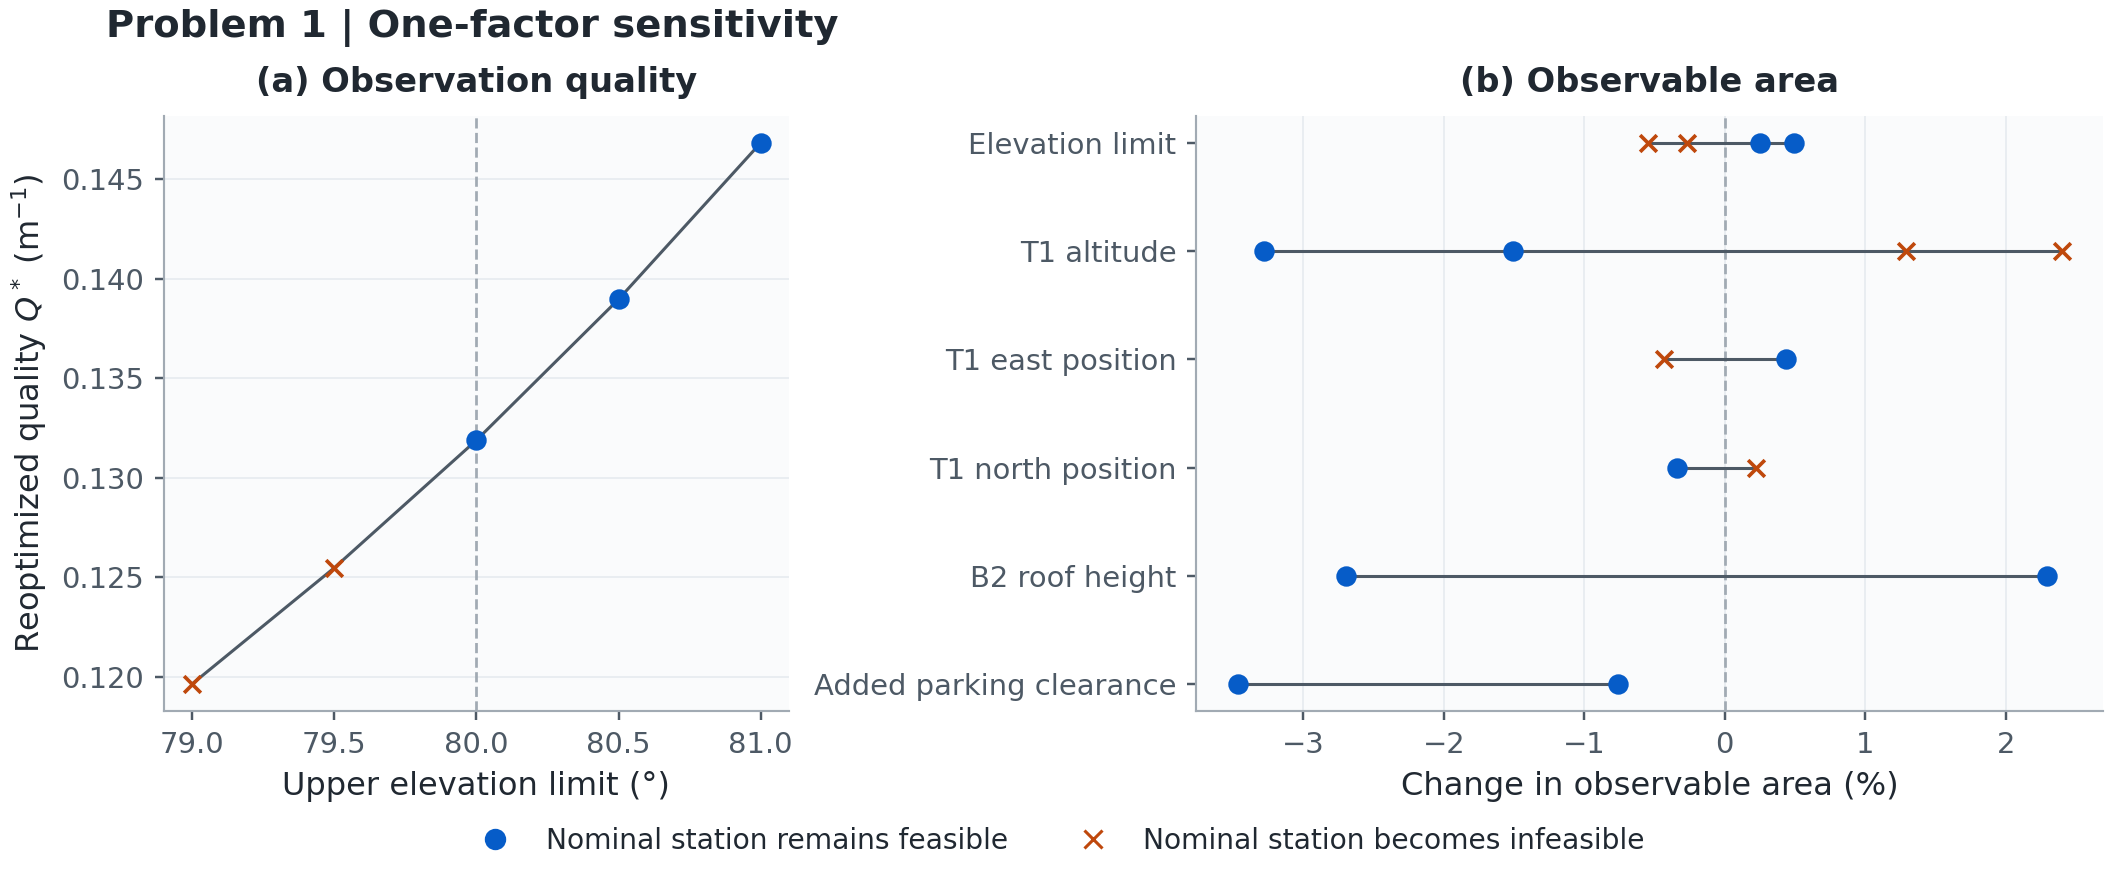 Problem 1 | One-factor sensitivity
(a) Observation quality
Reoptimized quality Q* (m⁻¹)
0.145
0.140
0.135
0.130
0.125
0.120
79.0 79.5 80.0 80.5 81.0
Upper elevation limit (°)
(b) Observable area
Elevation limit
T1 altitude
T1 east position
T1 north position
B2 roof height
Added parking clearance
−3 −2 −1 0 1 2
Change in observable area (%)
Nominal station remains feasible
Nominal station becomes infeasible